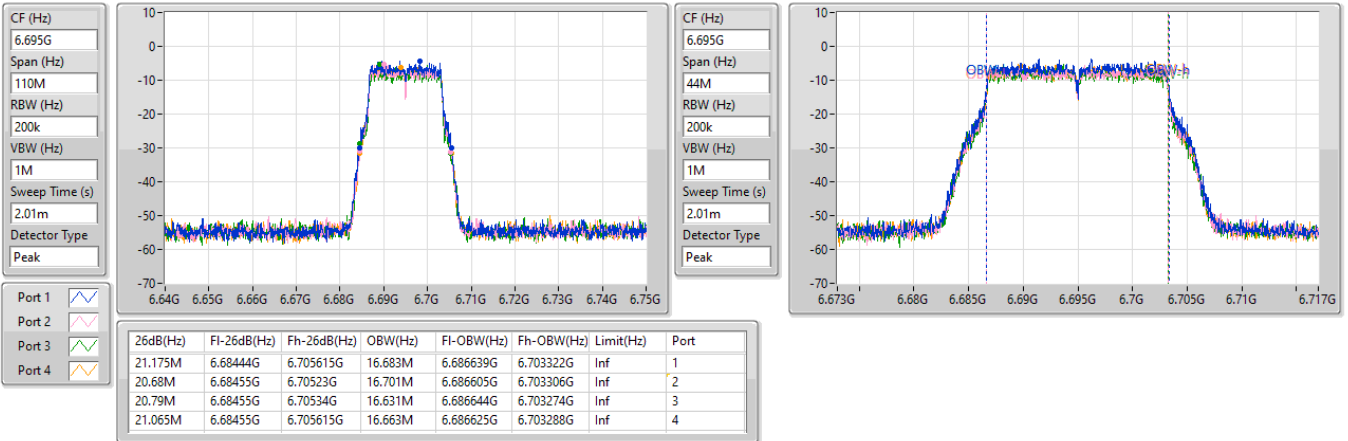 CF (Hz)
6.695G
Span (Hz)
110M
RBW (Hz)
200k
VBW (Hz)
1M
Sweep Time (s)
2.01m
Detector Type
Peak
10
0
-10
-20
-30
-40
-50
-60
-70
6.64G 6.65G 6.66G 6.67G 6.68G 6.69G 6.7G 6.71G 6.72G 6.73G 6.74G 6.75G
CF (Hz)
6.695G
Span (Hz)
44M
RBW (Hz)
200k
VBW (Hz)
1M
Sweep Time (s)
2.01m
Detector Type
Peak
10
0
-10
-20
-30
-40
-50
-60
-70
OBW-h
6.673G 6.68G 6.685G 6.69G 6.695G 6.7G 6.705G 6.71G 6.717G
Port 1
Port 2
Port 3
Port 4
26dB(Hz) Fl-26dB(Hz) Fh-26dB(Hz) OBW(Hz) Fl-OBW(Hz) Fh-OBW(Hz) Limit(Hz) Port
21.175M 6.68444G 6.705615G 16.683M 6.686639G 6.703322G Inf 1
20.68M 6.68455G 6.70523G 16.701M 6.686605G 6.703306G Inf 2
20.79M 6.68455G 6.70534G 16.631M 6.686644G 6.703274G Inf 3
21.065M 6.68455G 6.705615G 16.663M 6.686625G 6.703288G Inf 4